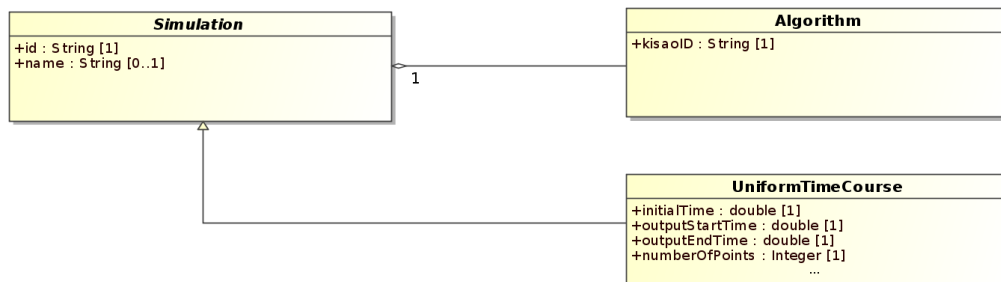 Simulation
+id : String [1]
+name : String [0..1]
1
Algorithm
+kisaoID : String [1]
UniformTimeCourse
+initialTime : double [1]
+outputStartTime : double [1]
+outputEndTime : double [1]
+numberOfPoints : Integer [1]
...